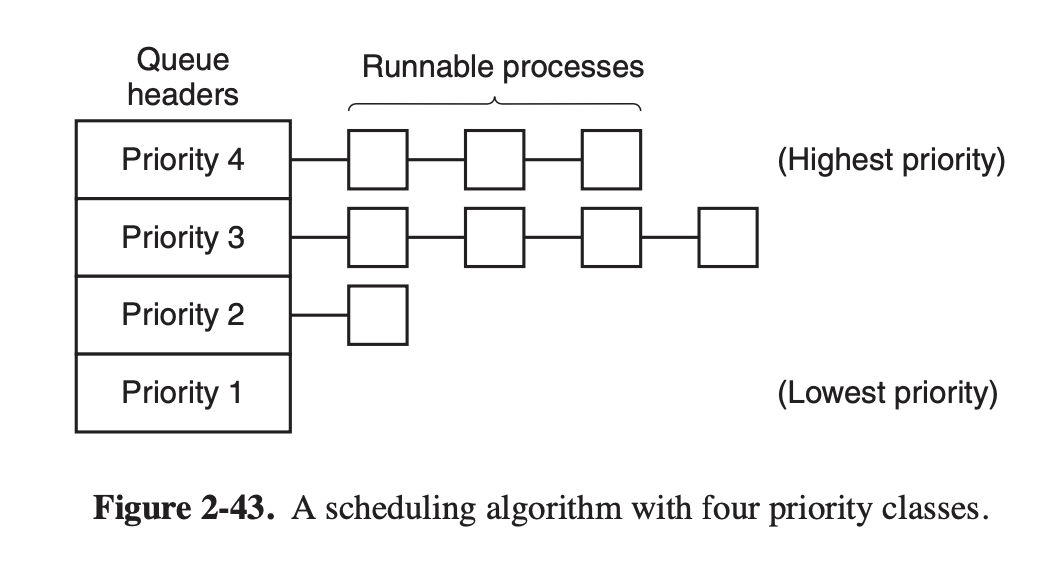 Queue
headers
Runnable processes
Priority 4
(Highest priority)
Priority 3
Priority 2
Priority 1
(Lowest priority)
Figure 2-43. A scheduling algorithm with four priority classes.